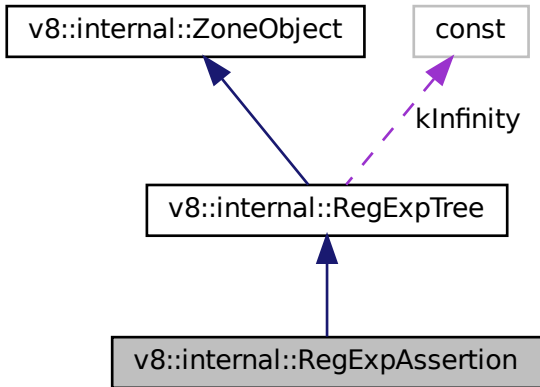 v8::internal::ZoneObject
const
kInfinity
v8::internal::RegExpTree
v8::internal::RegExpAssertion